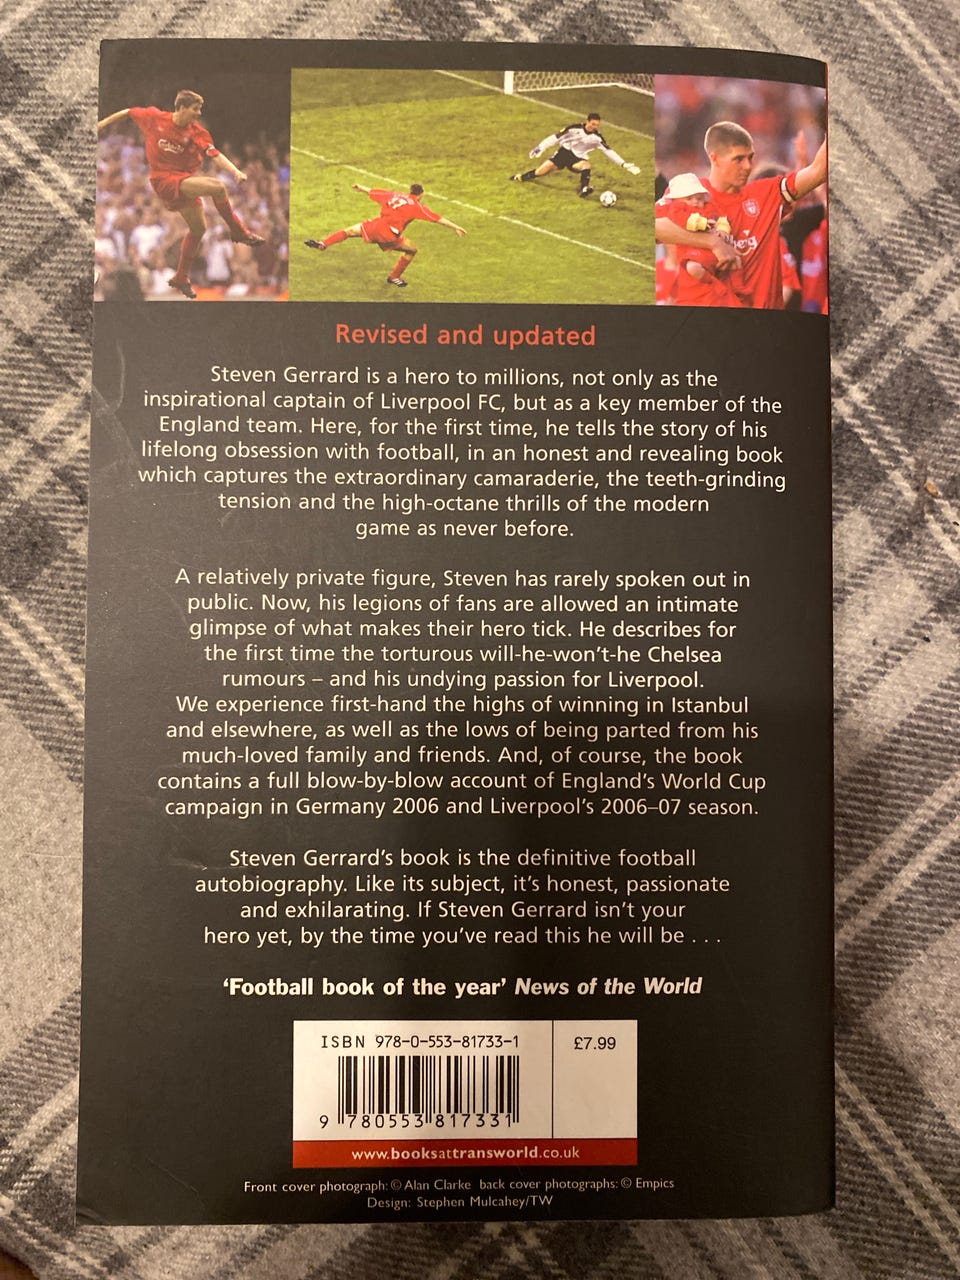 Carlsberg
17
berg
Revised and updated
Steven Gerrard is a hero to millions, not only as the
inspirational captain of Liverpool FC, but as a key member of the
England team. Here, for the first time, he tells the story of his
lifelong obsession with football, in an honest and revealing book
which captures the extraordinary camaraderie, the teeth-grinding
tension and the high-octane thrills of the modern
game as never before.
A relatively private figure, Steven has rarely spoken out in
public. Now, his legions of fans are allowed an intimate
glimpse of what makes their hero tick. He describes for
the first time the torturous will-he-won't-he Chelsea
rumours – and his undying passion for Liverpool.
We experience first-hand the highs of winning in Istanbul
and elsewhere, as well as the lows of being parted from his
much-loved family and friends. And, of course, the book
contains a full blow-by-blow account of England's World Cup
campaign in Germany 2006 and Liverpool's 2006–07 season.
Steven Gerrard's book is the definitive football
autobiography. Like its subject, it's honest, passionate
and exhilarating. If Steven Gerrard isn't your
hero yet, by the time you've read this he will be . . .
'Football book of the year' News of the World
ISBN 978-0-553-81733-1
£7.99
9 780553 817331
www.booksattransworld.co.uk
Front cover photograph: © Alan Clarke back cover photographs: © Empics
Design: Stephen Mulcahey/TW